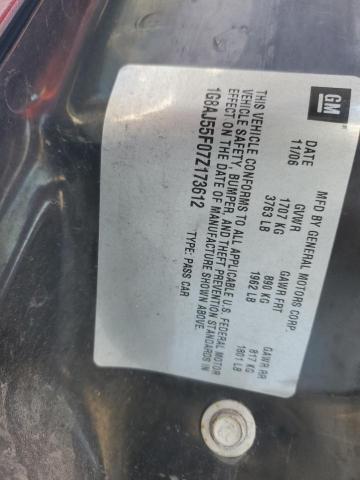 GM
MFD BY GENERAL MOTORS CORP
DATE GVWR GAWR FRT GAWR RR
11/06 1707 KG 890 KG 817 KG
3763 LB 1962 LB 1801 LB
THIS VEHICLE CONFORMS TO ALL APPLICABLE U.S. FEDERAL MOTOR
VEHICLE SAFETY, BUMPER, AND THEFT PREVENTION STANDARDS IN
EFFECT ON THE DATE OF MANUFACTURE SHOWN ABOVE.
1G8AJ55F07Z173612 TYPE: PASS CAR